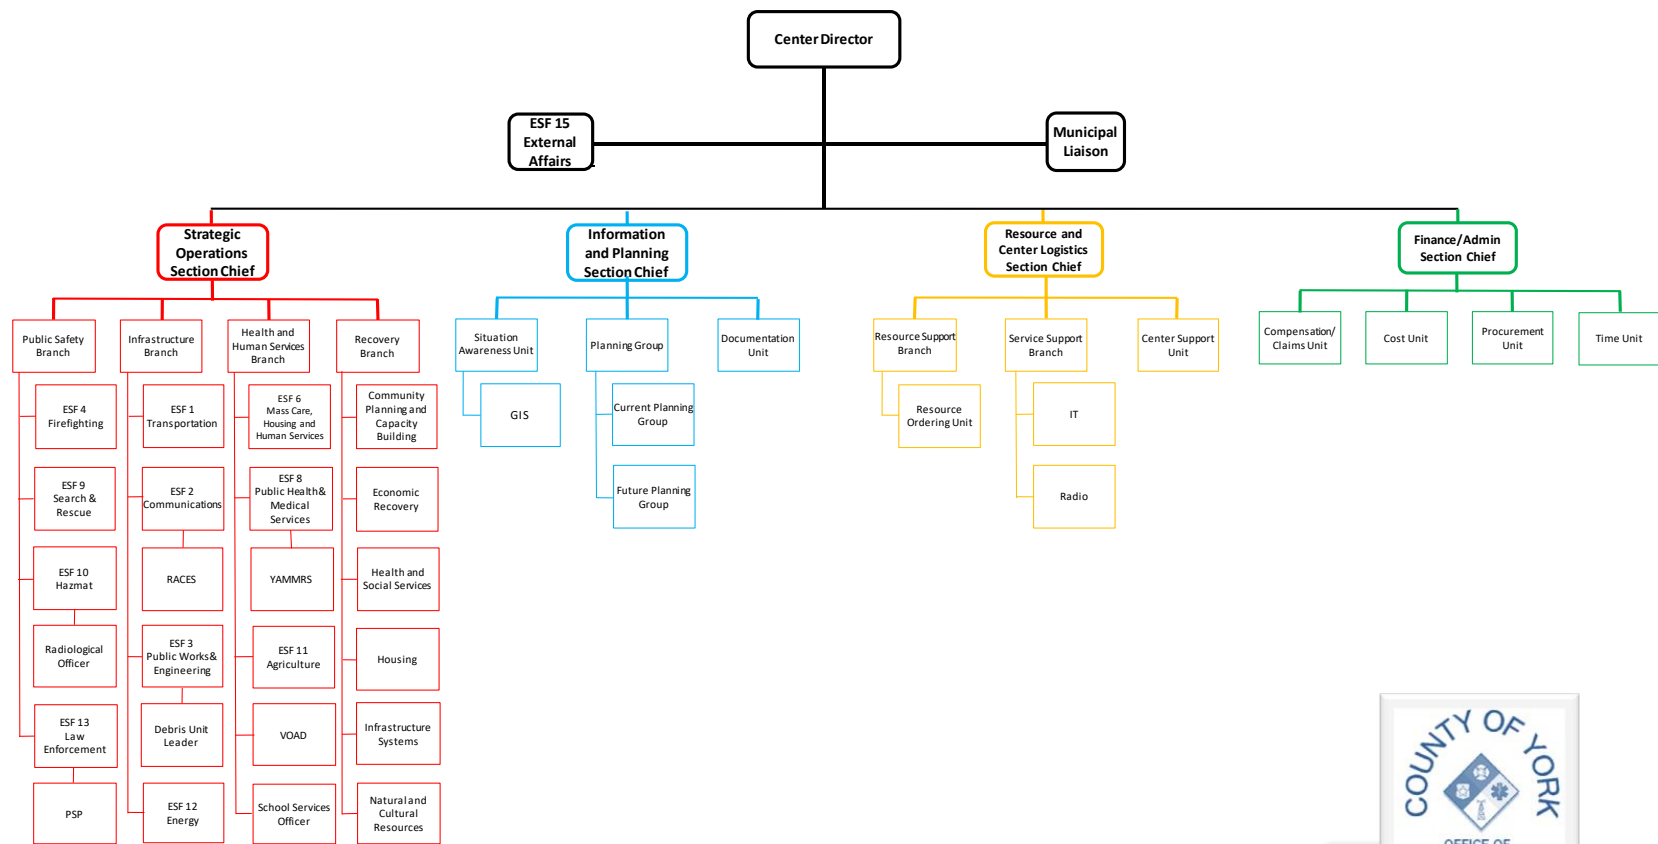 Center Director
ESF 15
External
Affairs
Municipal
Liaison
Strategic
Operations
Section Chief
Information
and Planning
Section Chief
Resource and
Center Logistics
Section Chief
Finance/Admin
Section Chief
Public Safety
Branch
Infrastructure
Branch
Health and
Human Services
Branch
Recovery
Branch
Situation
Awareness Unit
Planning Group
Documentation
Unit
Resource Support
Branch
Service Support
Branch
Center Support
Unit
Compensation/
Claims Unit
Cost Unit
Procurement
Unit
Time Unit
ESF 4
Firefighting
ESF 1
Transportation
ESF 6
Mass Care,
Housing and
Human Services
Community
Planning and
Capacity
Building
GIS
Current Planning
Group
Resource
Ordering Unit
IT
ESF 9
Search &
Rescue
ESF 2
Communications
ESF 8
Public Health&
Medical
Services
Economic
Recovery
Future Planning
Group
Radio
ESF 10
Hazmat
RACES
YAMMRS
Health and
Social Services
Radiological
Officer
ESF 3
Public Works&
Engineering
ESF 11
Agriculture
Housing
ESF 13
Law
Enforcement
Debris Unit
Leader
VOAD
Infrastructure
Systems
PSP
ESF 12
Energy
School Services
Officer
Natural and
Cultural
Resources
COUNTY OF YORK
OFFICE OF